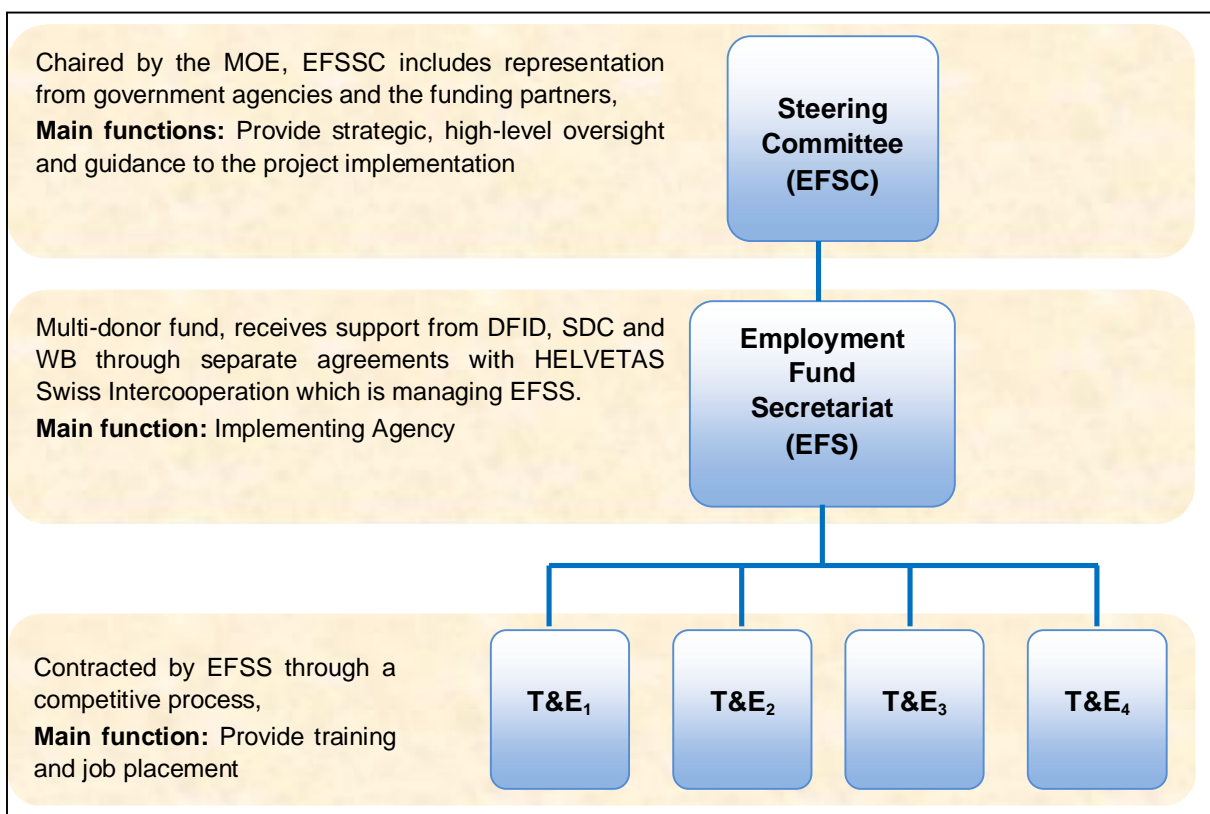 Chaired by the MOE, EFSSC includes representation
from government agencies and the funding partners,
Main functions: Provide strategic, high-level oversight
and guidance to the project implementation
Steering
Committee
(EFSC)
Multi-donor fund, receives support from DFID, SDC and
WB through separate agreements with HELVETAS
Swiss Intercooperation which is managing EFSS.
Main function: Implementing Agency
Employment
Fund
Secretariat
(EFS)
Contracted by EFSS through a
competitive process,
Main function: Provide training
and job placement
T&E₁
T&E₂
T&E₃
T&E₄